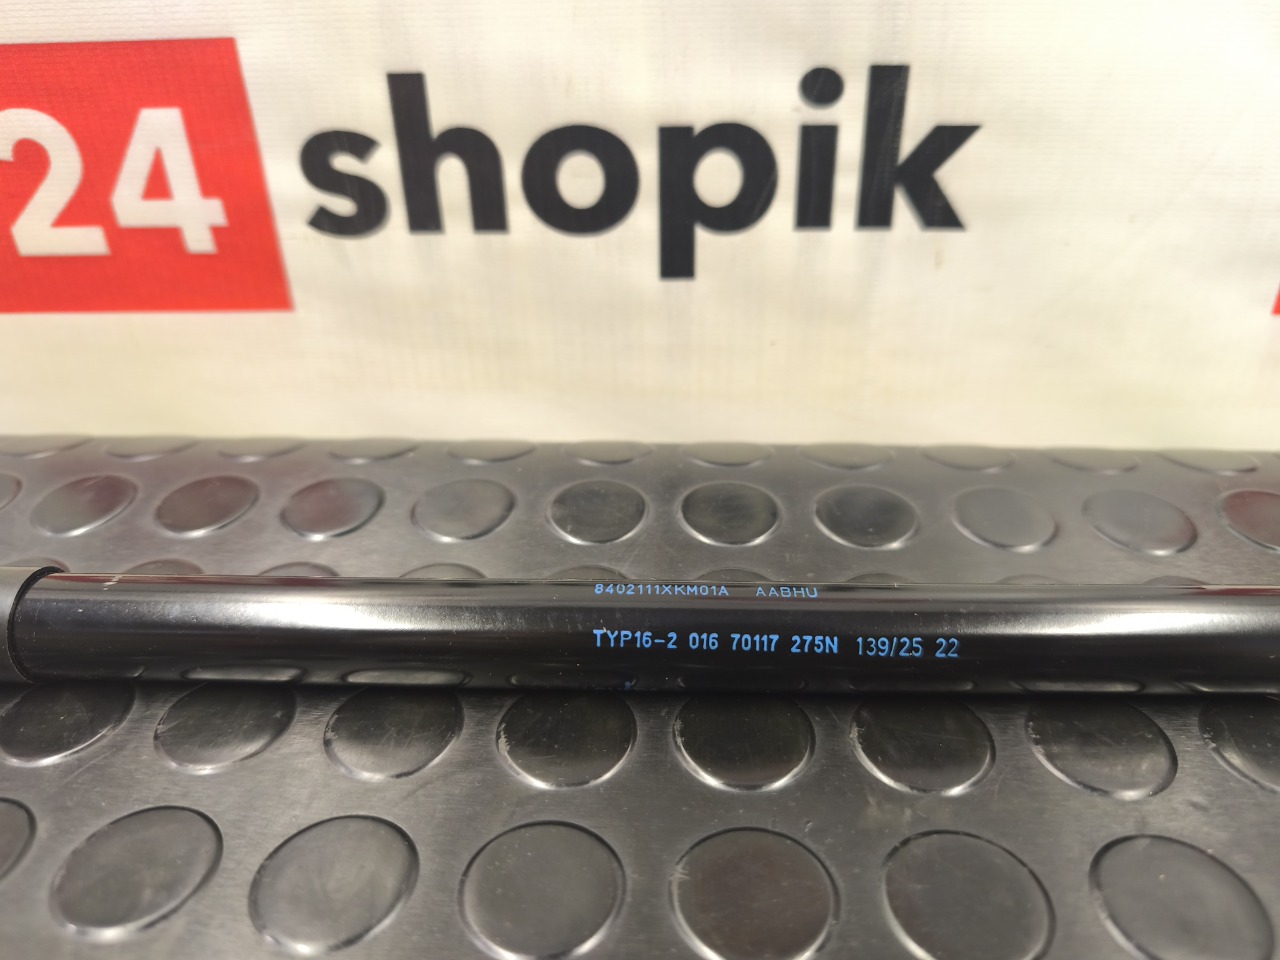 24 shopik
8402111XKM01A AABHU
TYP16-2 016 70117 275N 139/25 22